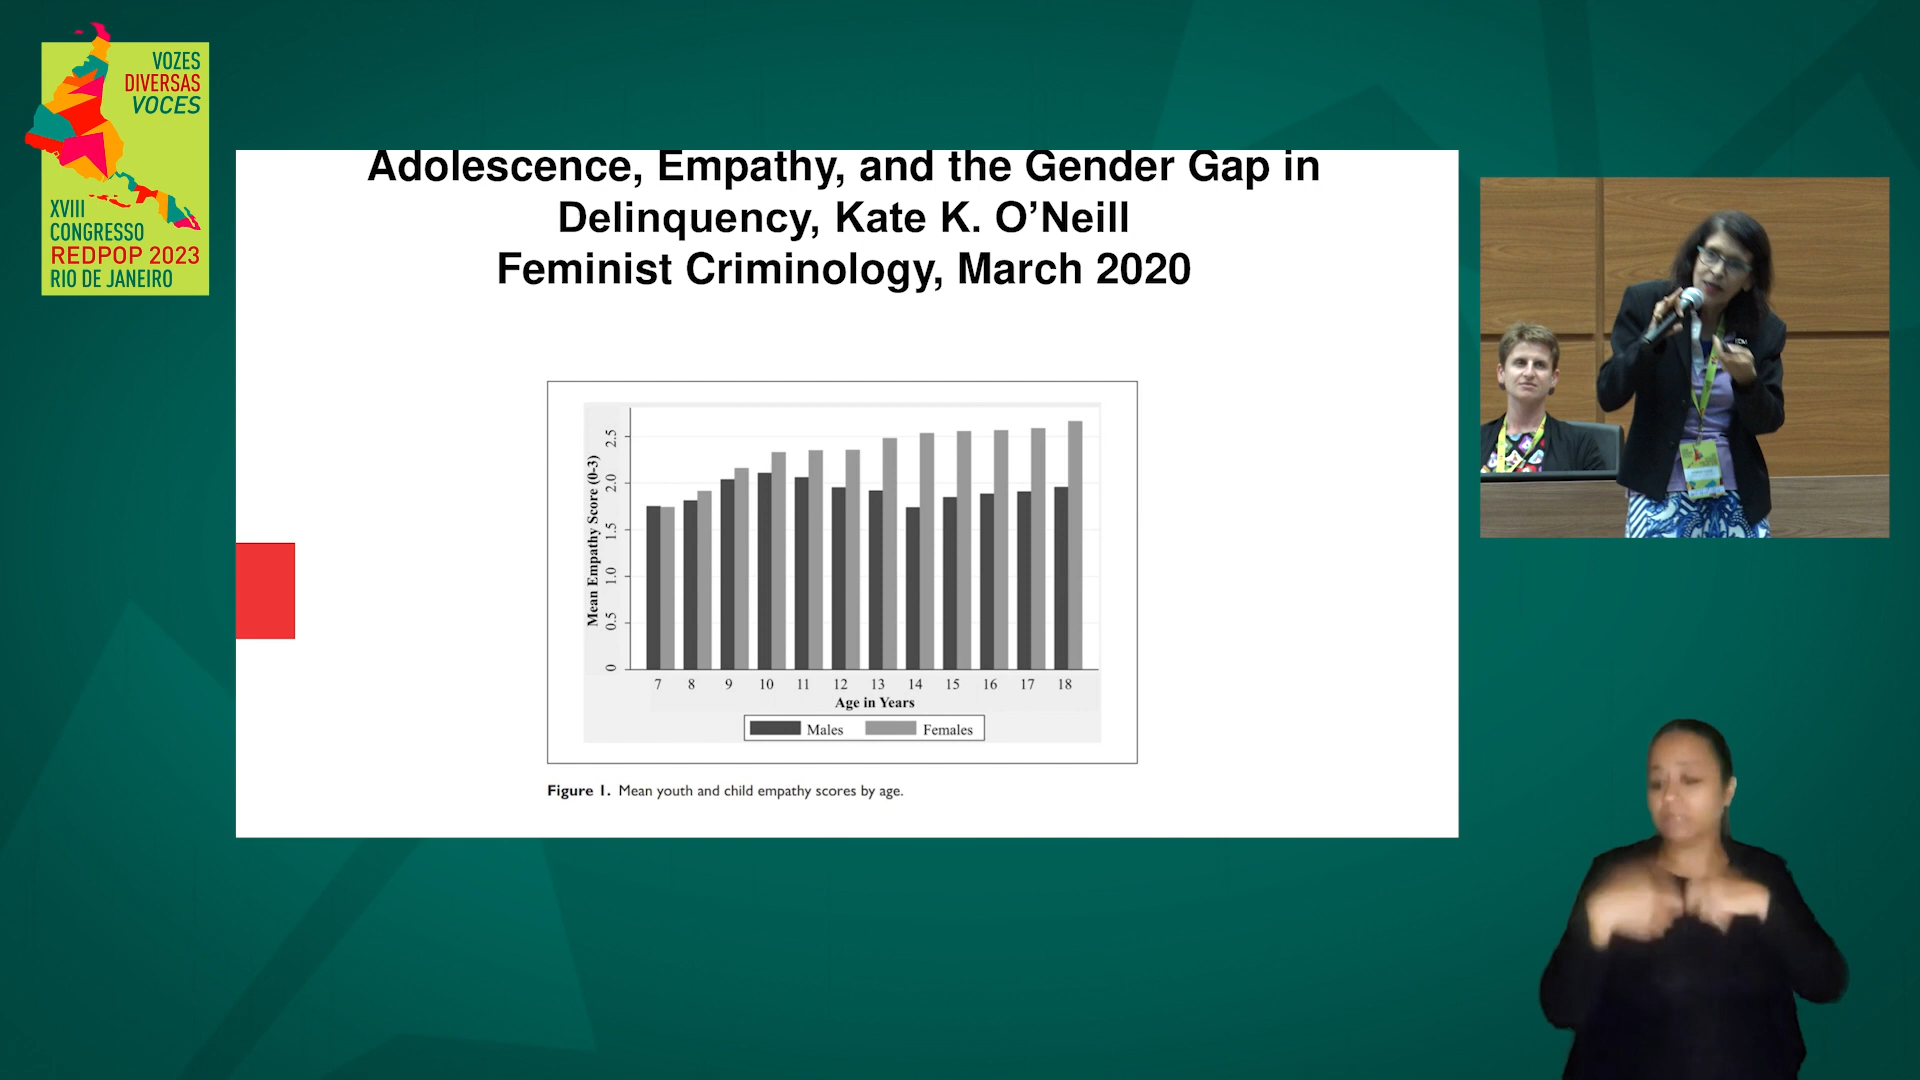 VOZES
DIVERSAS
VOCES
XVIII
CONGRESSO
REDPOP 2023
RIO DE JANEIRO
Adolescence, Empathy, and the Gender Gap in
Delinquency, Kate K. O’Neill
Feminist Criminology, March 2020
Mean Empathy Score (0-3)
2.5
2.0
1.5
1.0
0.5
0
7 8 9 10 11 12 13 14 15 16 17 18
Age in Years
Males Females
Figure 1. Mean youth and child empathy scores by age.